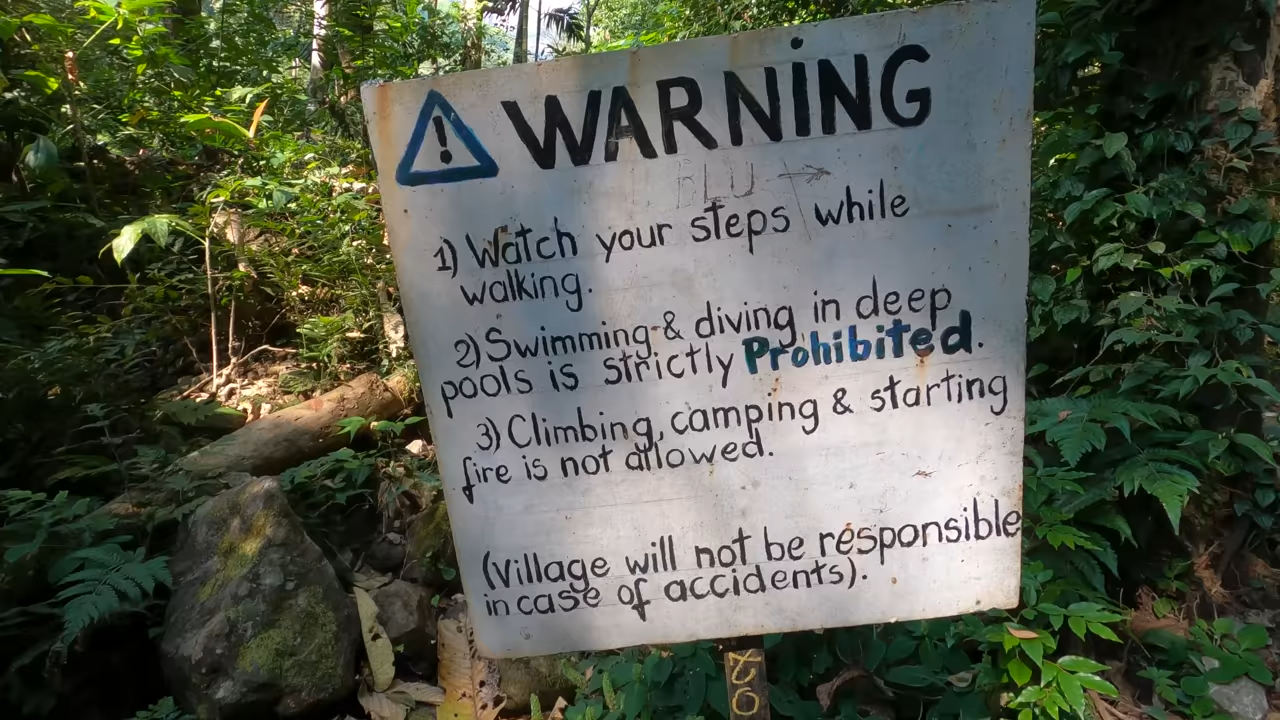 ! WARNING
FLU
1) Watch your steps while
walking.
2) Swimming & diving in deep
pools is strictly Prohibited.
3) Climbing, camping & starting
fire is not allowed.
(Village will not be responsible
in case of accidents).